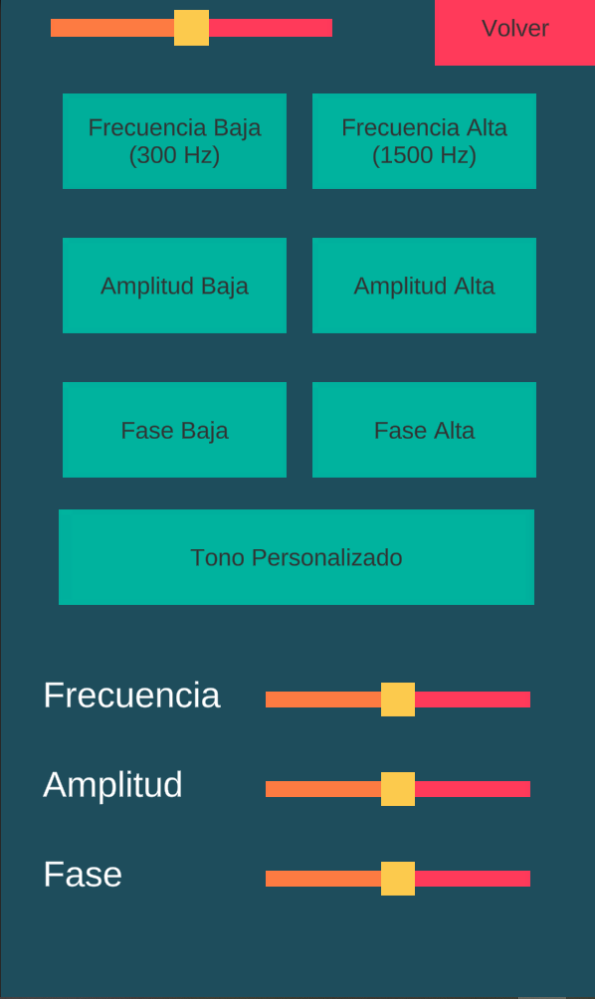 Volver
Frecuencia Baja
(300 Hz)
Frecuencia Alta
(1500 Hz)
Amplitud Baja
Amplitud Alta
Fase Baja
Fase Alta
Tono Personalizado
Frecuencia
Amplitud
Fase